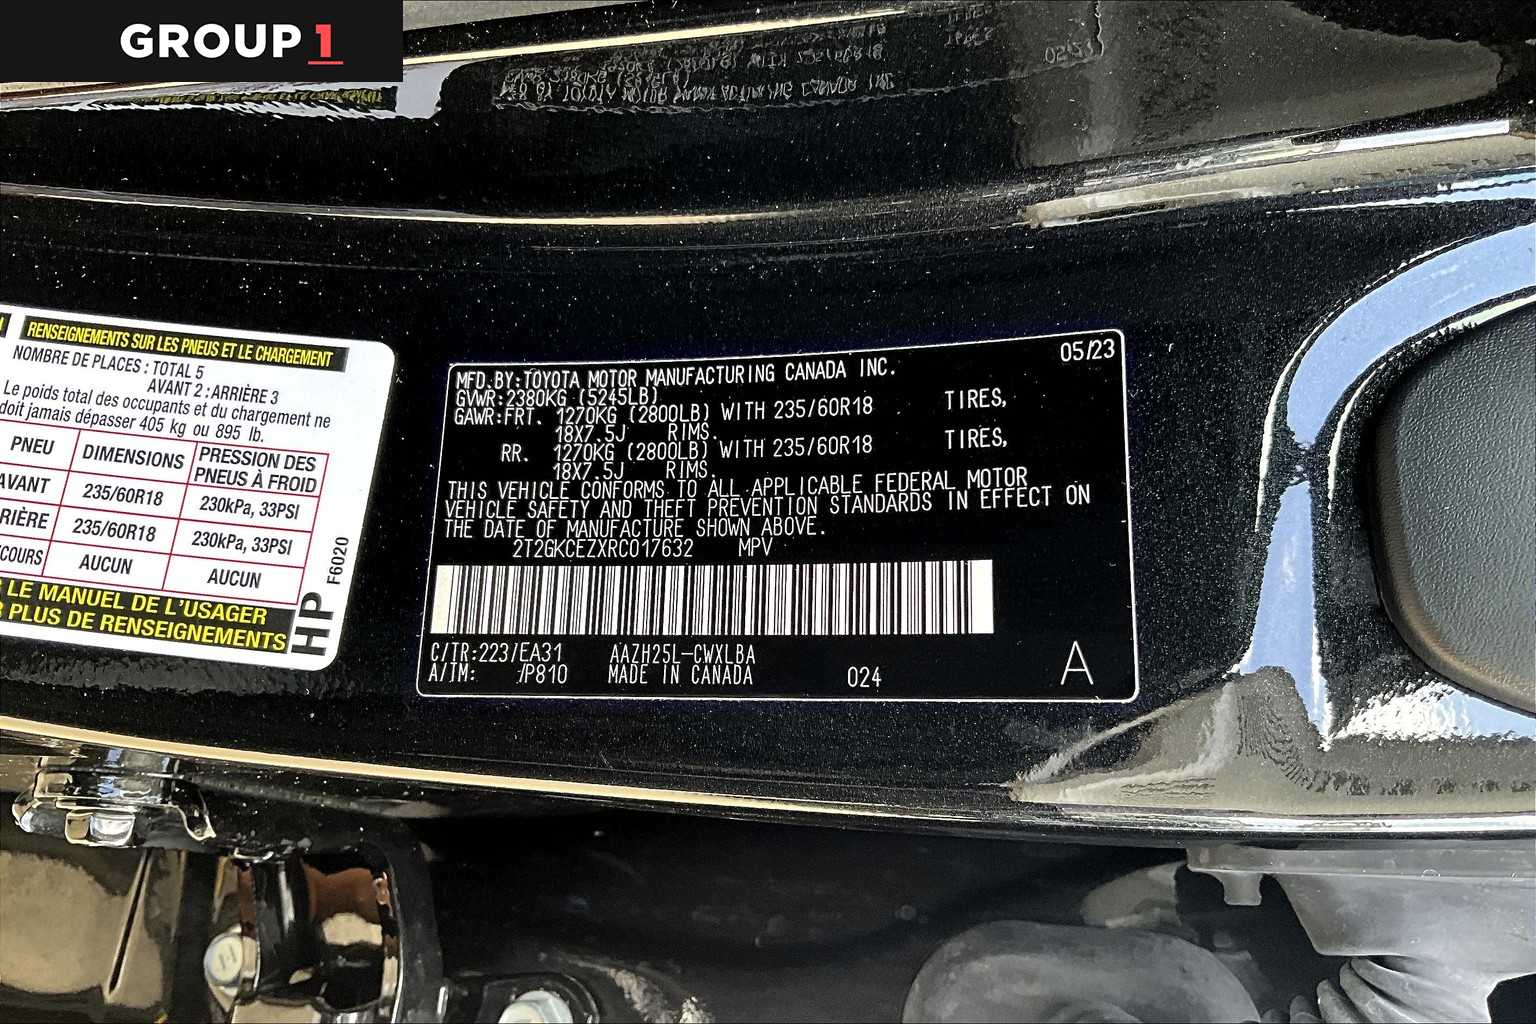 GROUP 1
RENSEIGNEMENTS SUR LES PNEUS ET LE CHARGEMENT
NOMBRE DE PLACES : TOTAL 5
AVANT 2 : ARRIÈRE 3
Le poids total des occupants et du chargement ne
doit jamais dépasser 405 kg ou 895 lb.
PNEU DIMENSIONS PRESSION DES PNEUS À FROID
AVANT 235/60R18 230kPa, 33PSI
RIÈRE 235/60R18 230kPa, 33PSI
COURS AUCUN AUCUN
LE MANUEL DE L'USAGER
PLUS DE RENSEIGNEMENTS
HP F6020
05/23
MFD.BY:TOYOTA MOTOR MANUFACTURING CANADA INC.
GVWR:2380KG (5245LB)
GAWR:FRT. 1270KG (2800LB) WITH 235/60R18 TIRES,
18X7.5J RIMS.
RR. 1270KG (2800LB) WITH 235/60R18 TIRES,
18X7.5J RIMS.
THIS VEHICLE CONFORMS TO ALL APPLICABLE FEDERAL MOTOR
VEHICLE SAFETY AND THEFT PREVENTION STANDARDS IN EFFECT ON
THE DATE OF MANUFACTURE SHOWN ABOVE.
2T2GKCEZXRC017632 MPV
C/TR:223/EA31 AAZH25L-CWXLBA
A/TM: /P810 MADE IN CANADA 024
A